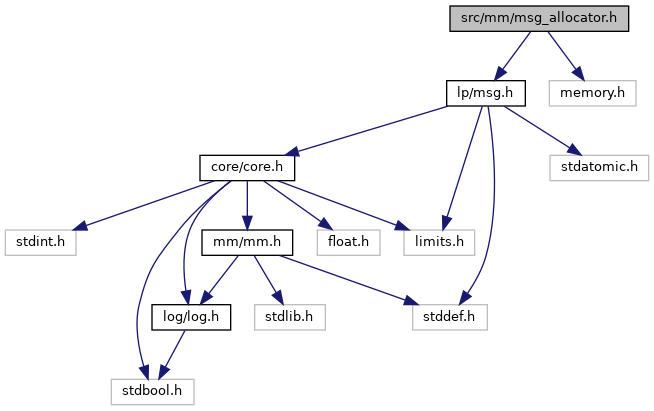 src/mm/msg_allocator.h
lp/msg.h
memory.h
core/core.h
stdatomic.h
stdint.h
mm/mm.h
float.h
limits.h
log/log.h
stdlib.h
stddef.h
stdbool.h